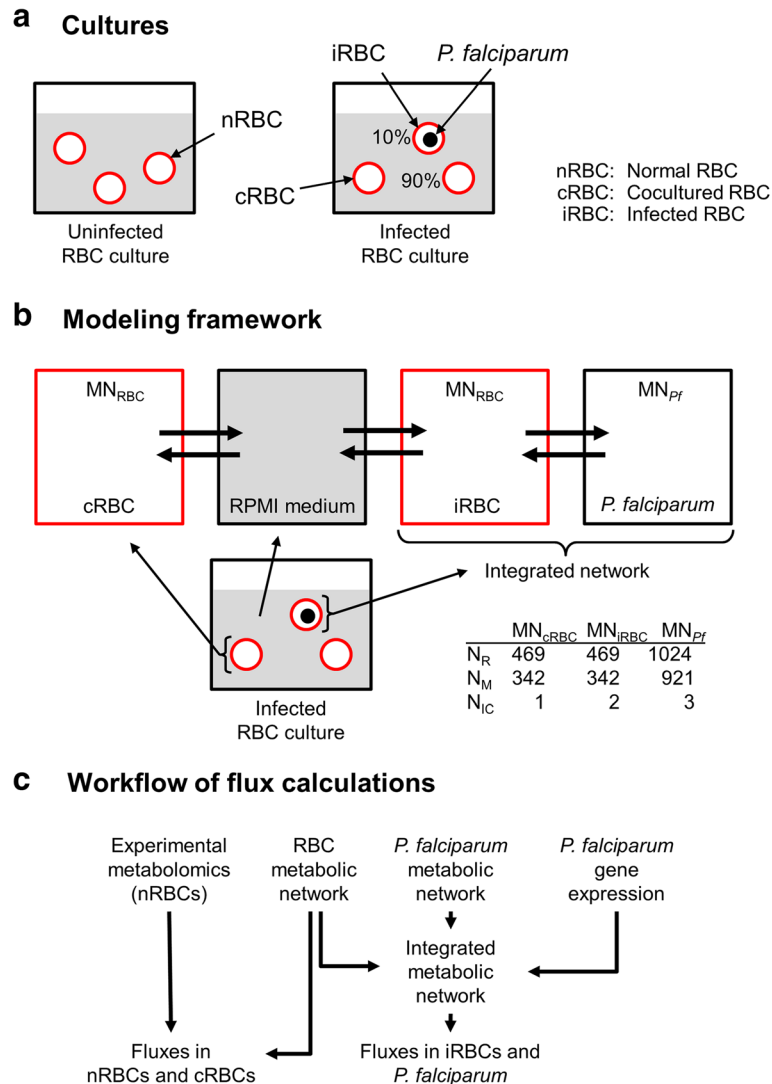 a Cultures
iRBC P. falciparum
nRBC
10%
90%
cRBC
Uninfected
RBC culture
Infected
RBC culture
nRBC: Normal RBC
cRBC: Cocultured RBC
iRBC: Infected RBC
b Modeling framework
MNRBC MNRBC MNPf
cRBC RPMI medium iRBC P. falciparum
Integrated network
Infected
RBC culture
MNcRBC MNiRBC MNPf
NR 469 469 1024
NM 342 342 921
NIC 1 2 3
c Workflow of flux calculations
Experimental
metabolomics
(nRBCs)
RBC
metabolic
network
P. falciparum
metabolic
network
P. falciparum
gene
expression
Integrated
metabolic
network
Fluxes in
nRBCs and cRBCs
Fluxes in iRBCs and
P. falciparum